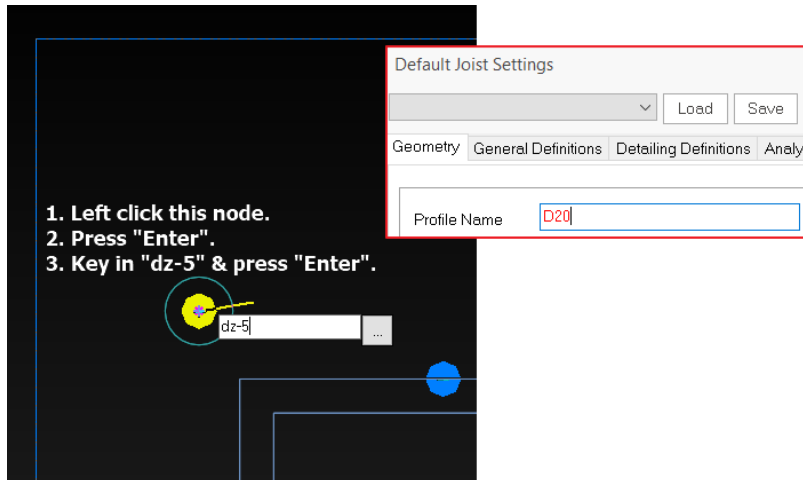 Default Joist Settings
Load Save
Geometry General Definitions Detailing Definitions Analy
Profile Name D20
1. Left click this node.
2. Press "Enter".
3. Key in "dz-5" & press "Enter".
dz-5
...